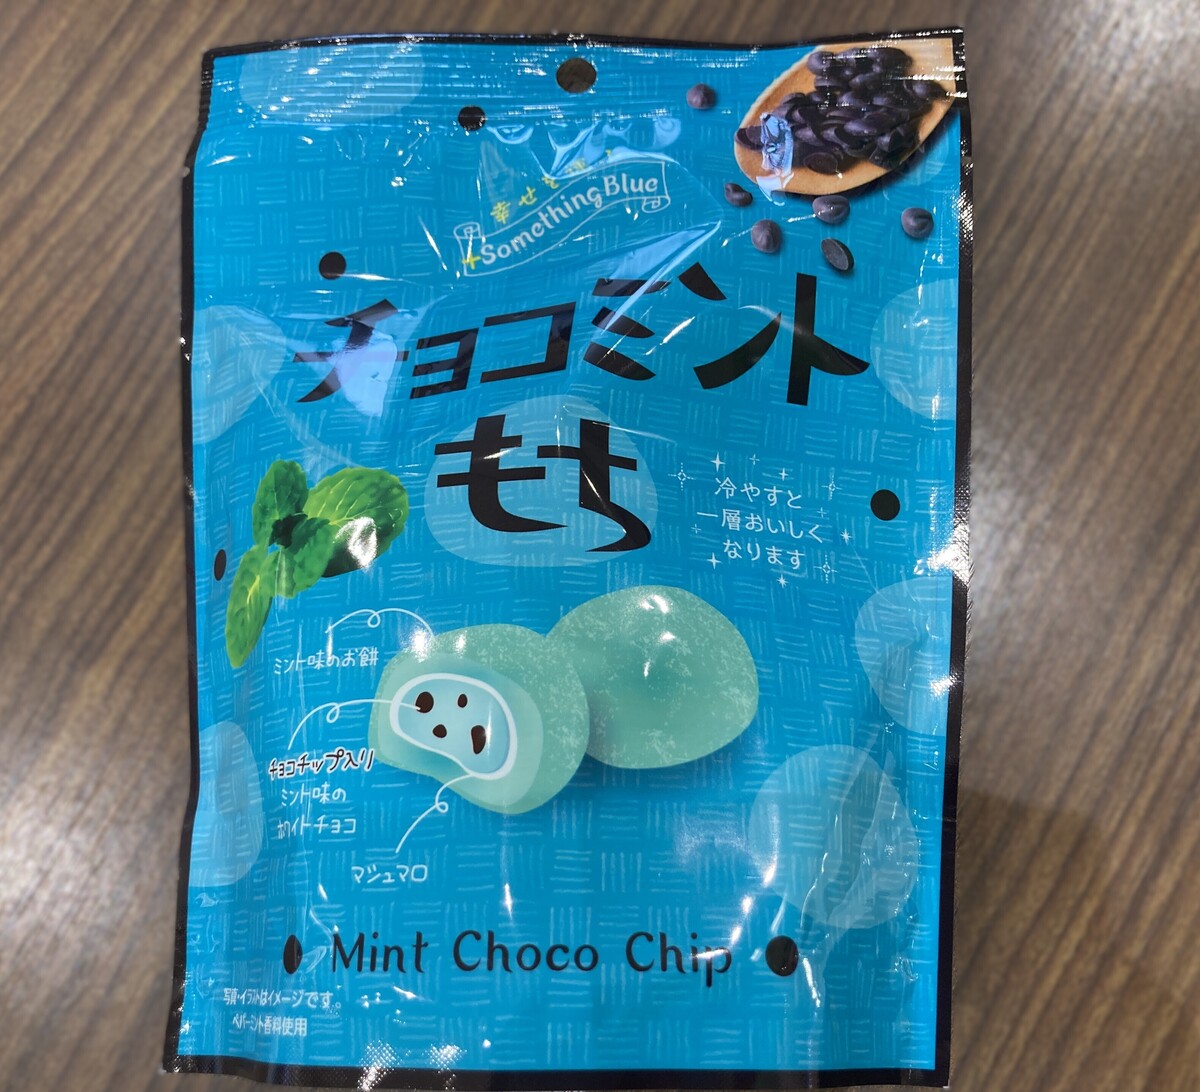 幸せを運ぶ
+SomethingBlue
チョコミント
もち
冷やすと
一層おいしく
なります
ミント味のお餅
チョコチップ入り
ミント味の
ホワイトチョコ
マシュマロ
Mint Choco Chip
写真・イラストはイメージです。
ペパーミント香料使用